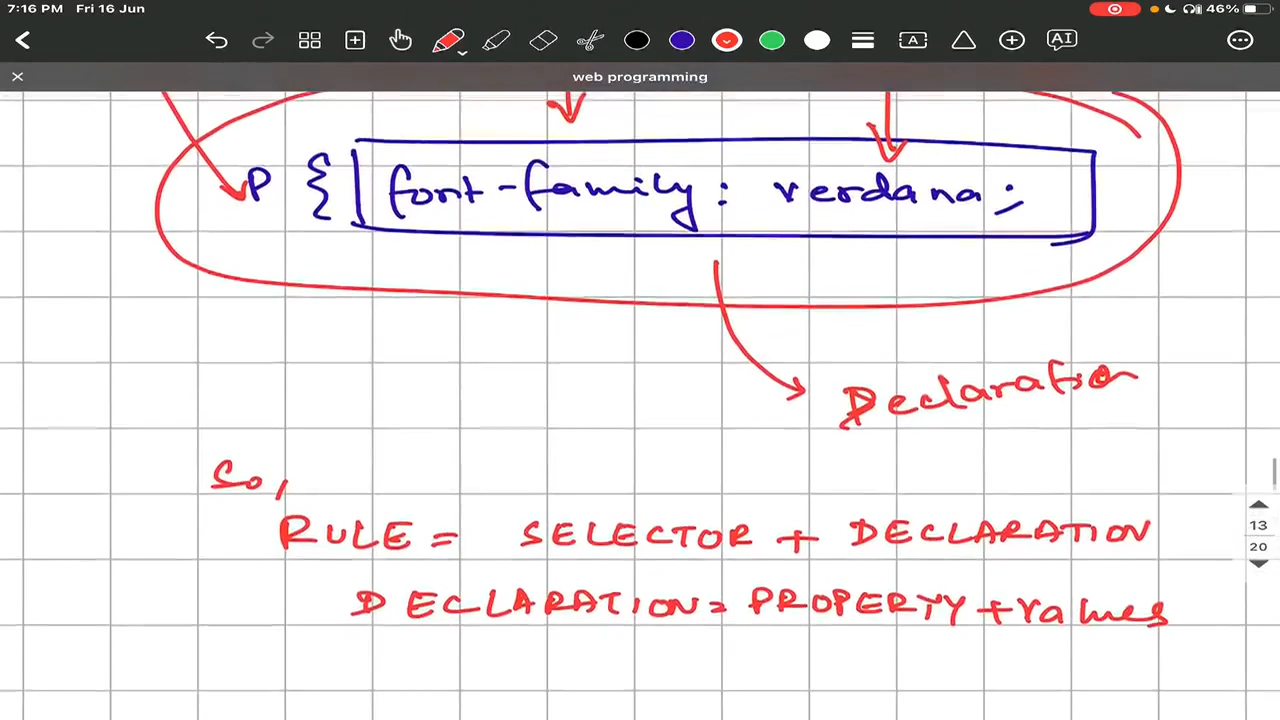 7:16 PM Fri 16 Jun
46%
A
AI
web programming
P { font-family: verdana;
Declaration
So,
RULE = SELECTOR + DECLARATION
DECLARATION = PROPERTY + values
13
20